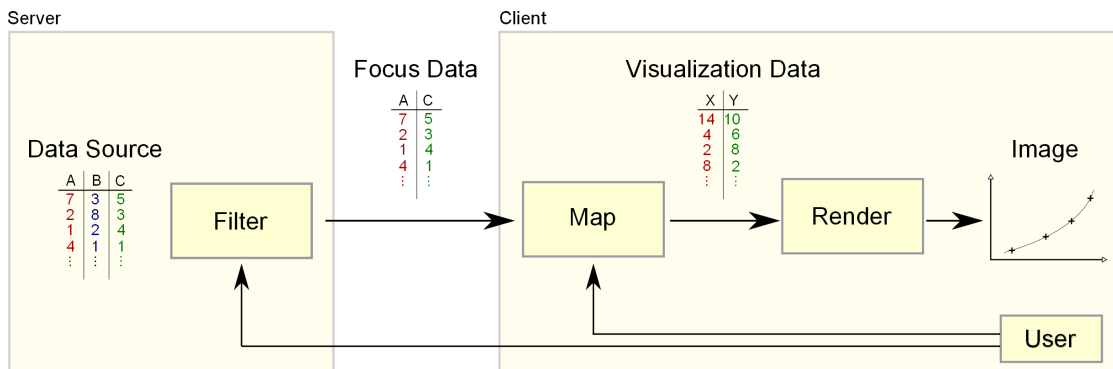 Server
Client
Focus Data
Visualization Data
A C
7 5
2 3
1 4
4 1
⋮ ⋮
X Y
14 10
4 6
2 8
8 2
⋮ ⋮
Data Source
A B C
7 3 5
2 8 3
1 2 4
4 1 1
⋮ ⋮ ⋮
Filter
Map
Render
Image
User